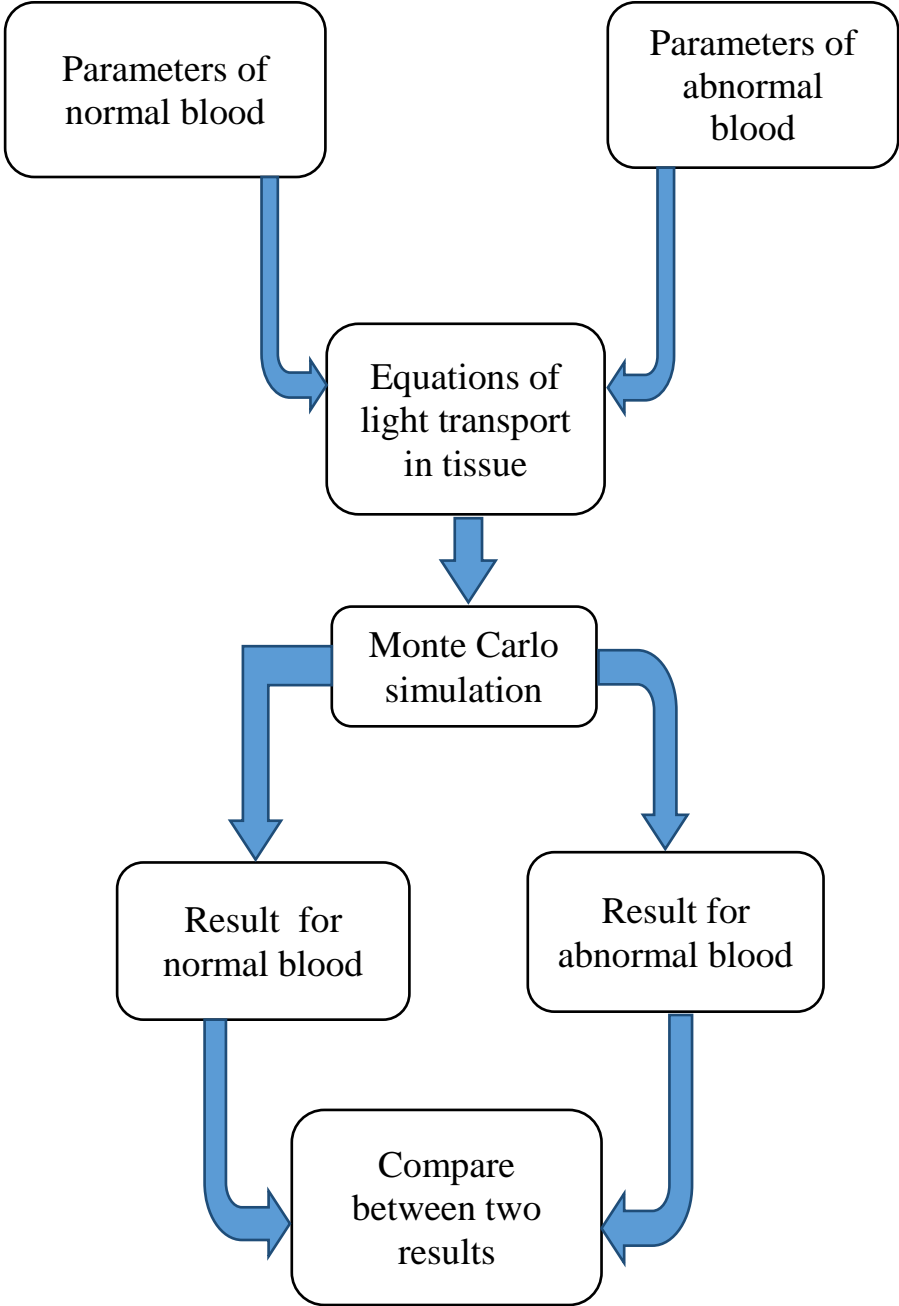 Parameters of
normal blood
Parameters of
abnormal
blood
Equations of
light transport
in tissue
Monte Carlo
simulation
Result  for
normal blood
Result for
abnormal blood
Compare
between two
results